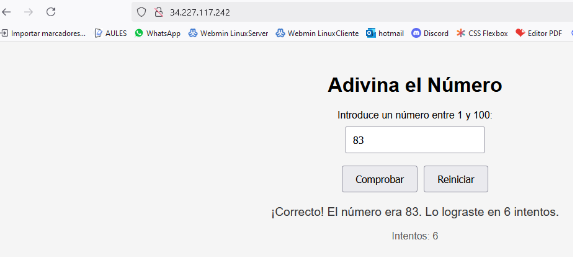 34.227.117.242
Importar marcadores... AULES WhatsApp Webmin LinuxServer Webmin LinuxCliente hotmail Discord CSS Flexbox Editor PDF
Adivina el Número
Introduce un número entre 1 y 100:
83
Comprobar Reiniciar
¡Correcto! El número era 83. Lo lograste en 6 intentos.
Intentos: 6